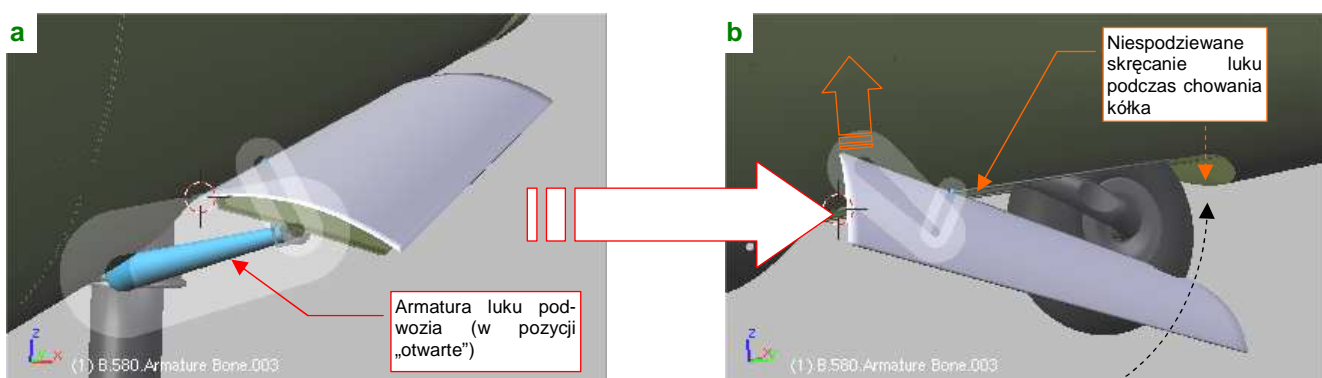 a
Armatura luku pod-
wozia (w pozycji
„otwarte”)
z
y x
(1) B.580.Armature Bone.003
b
Niespodziewane
skręcanie luku
podczas chowania
kółka
z
y x
(1) B.580.Armature Bone.003